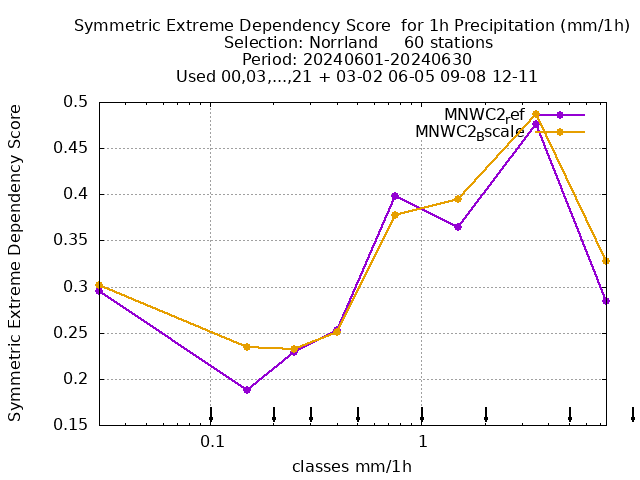 Symmetric Extreme Dependency Score  for 1h Precipitation (mm/1h)
Selection: Norrland     60 stations
Period: 20240601-20240630
Used 00,03,...,21 + 03-02 06-05 09-08 12-11
MNWC2ref
MNWC2Bscale
0.5
0.45
0.4
0.35
0.3
0.25
0.2
0.15
Symmetric Extreme Dependency Score
0.1
1
classes mm/1h